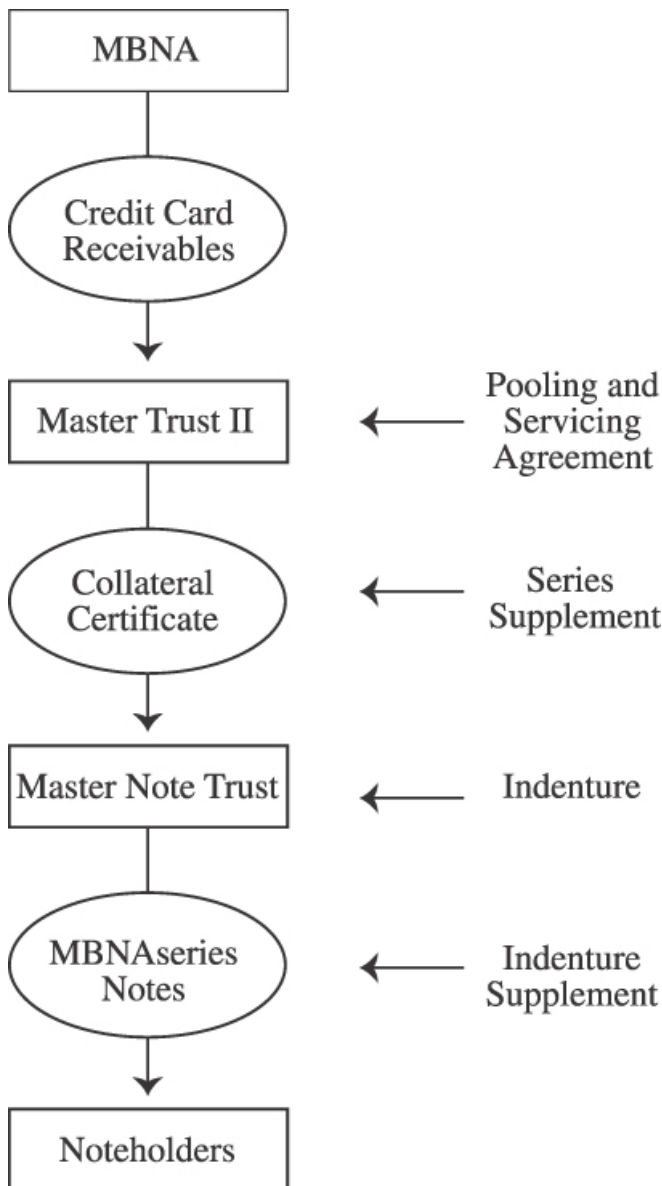 MBNA
Credit Card
Receivables
Master Trust II
Pooling and
Servicing
Agreement
Collateral
Certificate
Series
Supplement
Master Note Trust
Indenture
MBNAseries
Notes
Indenture
Supplement
Noteholders